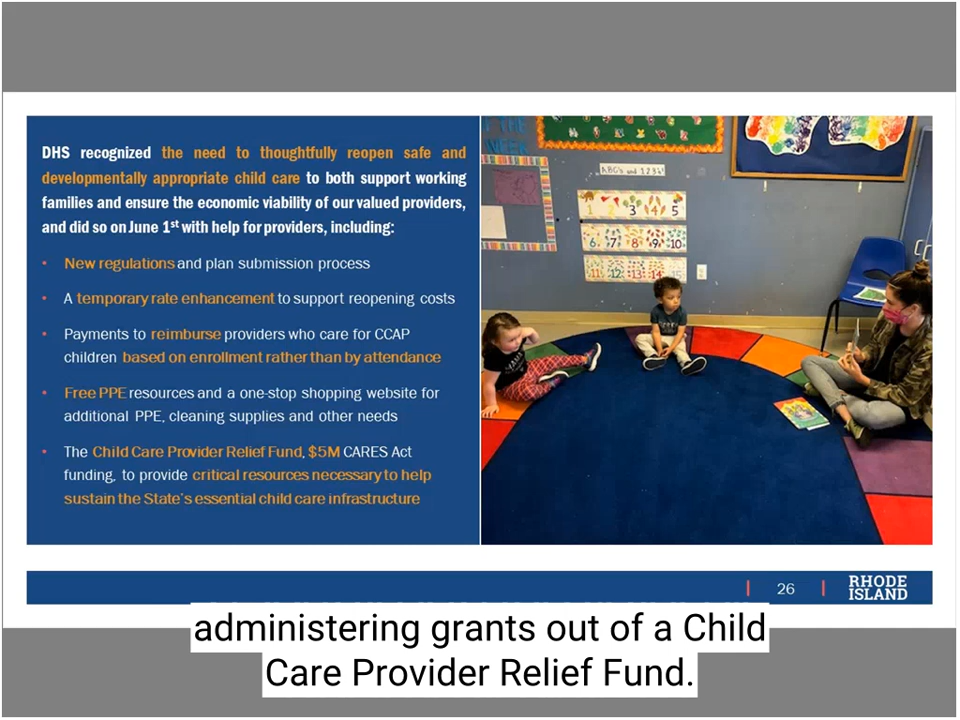 DHS recognized the need to thoughtfully reopen safe and
developmentally appropriate child care to both support working
families and ensure the economic viability of our valued providers,
and did so on June 1st with help for providers, including:
• New regulations and plan submission process
• A temporary rate enhancement to support reopening costs
• Payments to reimburse providers who care for CCAP
children based on enrollment rather than by attendance
• Free PPE resources and a one-stop shopping website for
additional PPE, cleaning supplies and other needs
• The Child Care Provider Relief Fund, $5M CARES Act
funding, to provide critical resources necessary to help
sustain the State's essential child care infrastructure
THE
WEEK
ABC's and 123's
1 2 3 4 5
6 7 8 9 10
11 12 13 14 15
26
RHODE
ISLAND
administering grants out of a Child
Care Provider Relief Fund.